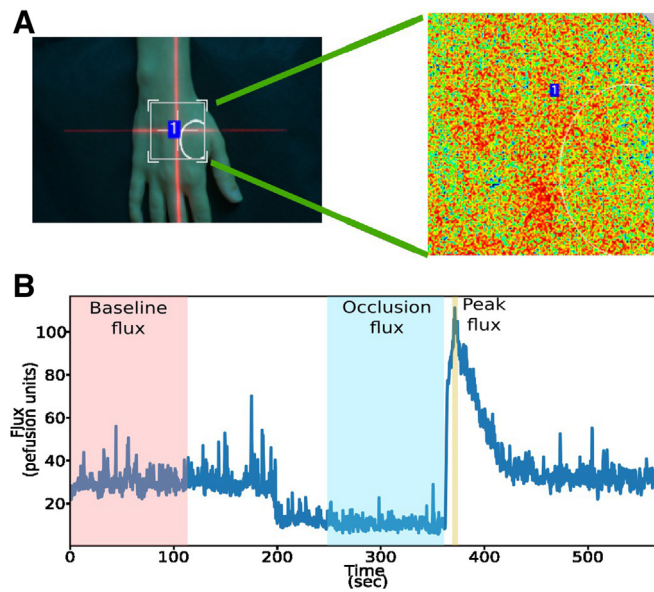 A
1
1
B
Baseline
flux
Occlusion
flux
Peak
flux
Flux
(pefusion units)
100
80
60
40
20
0
100
200
300
400
500
Time
(sec)